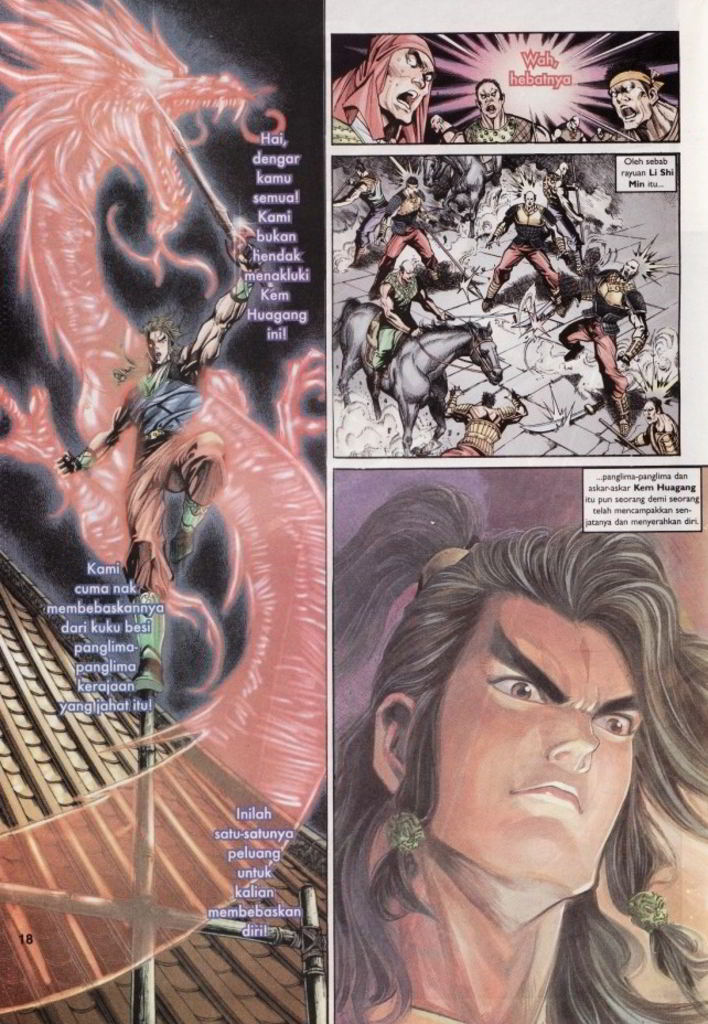 Hai,
dengar
kamu
semua!
Kami
bukan
hendak
menakluki
Kem
Huagang
ini!
Kami
cuma nak
membebaskannya
dari kuku besi
panglima-
panglima
kerajaan
yang jahat itu!
Inilah
satu-satunya
peluang
untuk
kalian
membebaskan
diri!
18
Wah,
hebatnya
Oleh sebab
rayuan Li Shi
Min itu...
...panglima-panglima dan
askar-askar Kem Huagang
itu pun seorang demi seorang
telah mencampakkan sen-
jatanya dan menyerahkan diri.